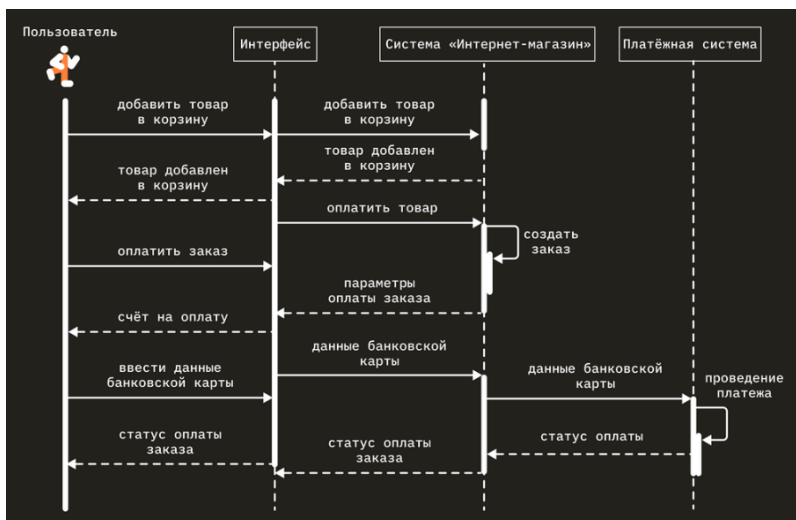 Пользователь
Интерфейс
Система «Интернет-магазин»
Платёжная система
добавить товар
в корзину
добавить товар
в корзину
товар добавлен
в корзину
товар добавлен
в корзину
оплатить товар
создать
заказ
оплатить заказ
параметры
оплаты заказа
счёт на оплату
данные банковской
карты
ввести данные
банковской карты
данные банковской
карты
проведение
платежа
статус оплаты
статус оплаты
заказа
статус оплаты
заказа